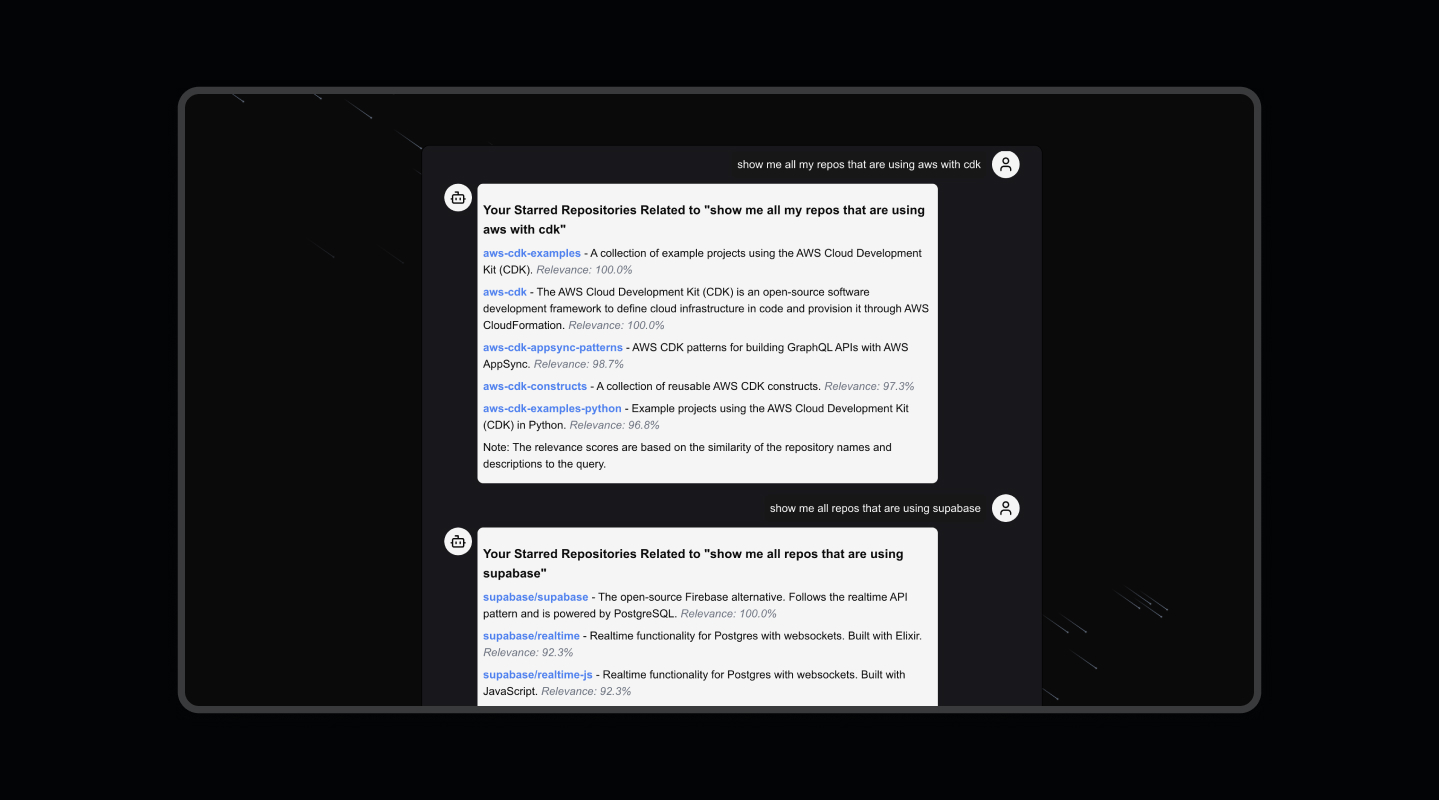 show me all my repos that are using aws with cdk
Your Starred Repositories Related to "show me all my repos that are using
aws with cdk"
aws-cdk-examples - A collection of example projects using the AWS Cloud Development
Kit (CDK). Relevance: 100.0%
aws-cdk - The AWS Cloud Development Kit (CDK) is an open-source software
development framework to define cloud infrastructure in code and provision it through AWS
CloudFormation. Relevance: 100.0%
aws-cdk-appsync-patterns - AWS CDK patterns for building GraphQL APIs with AWS
AppSync. Relevance: 98.7%
aws-cdk-constructs - A collection of reusable AWS CDK constructs. Relevance: 97.3%
aws-cdk-examples-python - Example projects using the AWS Cloud Development Kit
(CDK) in Python. Relevance: 96.8%
Note: The relevance scores are based on the similarity of the repository names and
descriptions to the query.
show me all repos that are using supabase
Your Starred Repositories Related to "show me all repos that are using
supabase"
supabase/supabase - The open-source Firebase alternative. Follows the realtime API
pattern and is powered by PostgreSQL. Relevance: 100.0%
supabase/realtime - Realtime functionality for Postgres with websockets. Built with Elixir.
Relevance: 92.3%
supabase/realtime-js - Realtime functionality for Postgres with websockets. Built with
JavaScript. Relevance: 92.3%